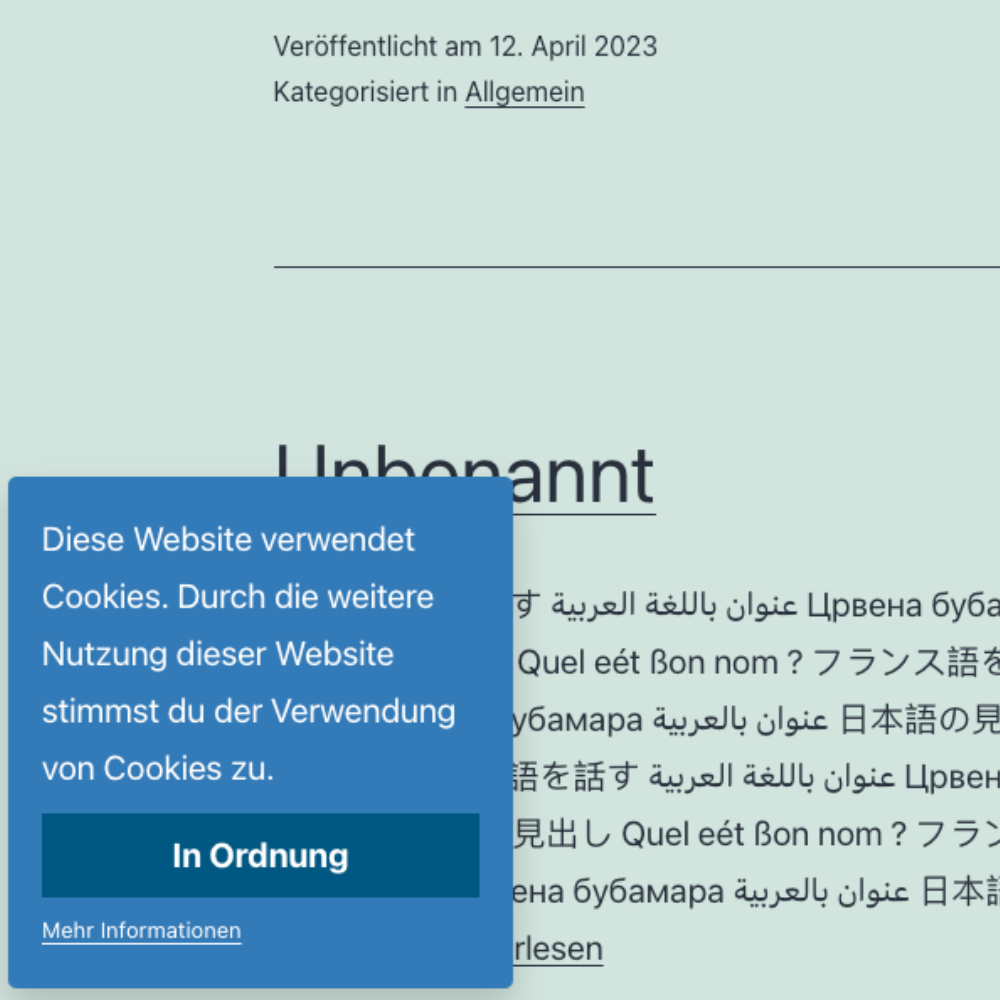 Veröffentlicht am 12. April 2023
Kategorisiert in Allgemein
Unbenannt
す عنوان باللغة العربية Црвена буба
Quel eét ßon nom ? フランス語を
убамара عنوان بالعربية 日本語の見
語を話す عنوان باللغة العربية Црвен
見出し Quel eét ßon nom ? フラン
ена бубамара عنوان بالعربية 日本語
rlesen
Diese Website verwendet
Cookies. Durch die weitere
Nutzung dieser Website
stimmst du der Verwendung
von Cookies zu.
In Ordnung
Mehr Informationen